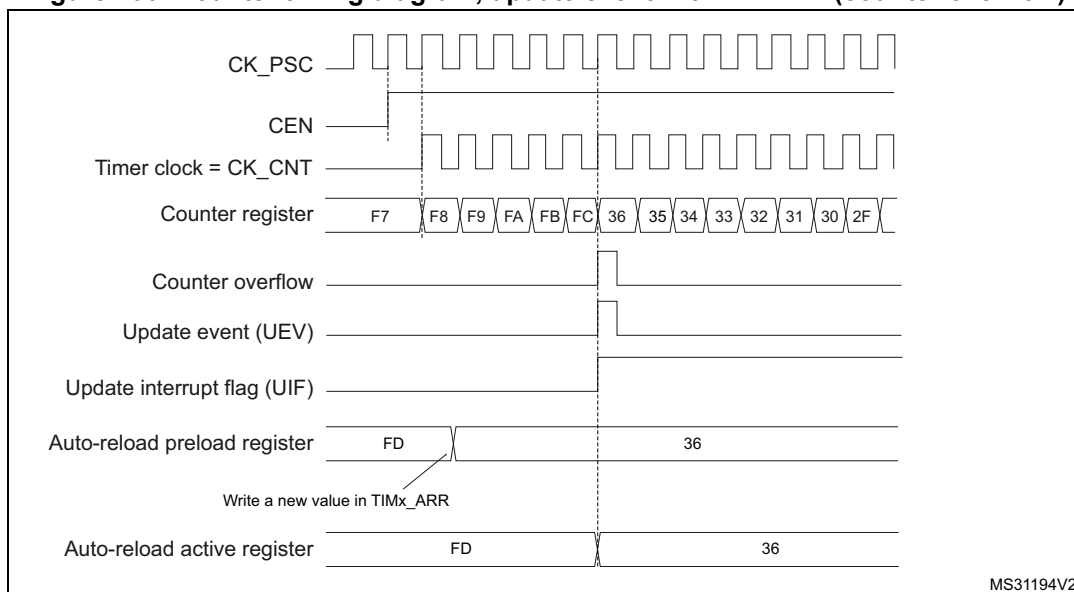 CK_PSC
CEN
Timer clock = CK_CNT
Counter register F7 F8 F9 FA FB FC 36 35 34 33 32 31 30 2F
Counter overflow
Update event (UEV)
Update interrupt flag (UIF)
Auto-reload preload register FD 36
Write a new value in TIMx_ARR
Auto-reload active register FD 36
MS31194V2